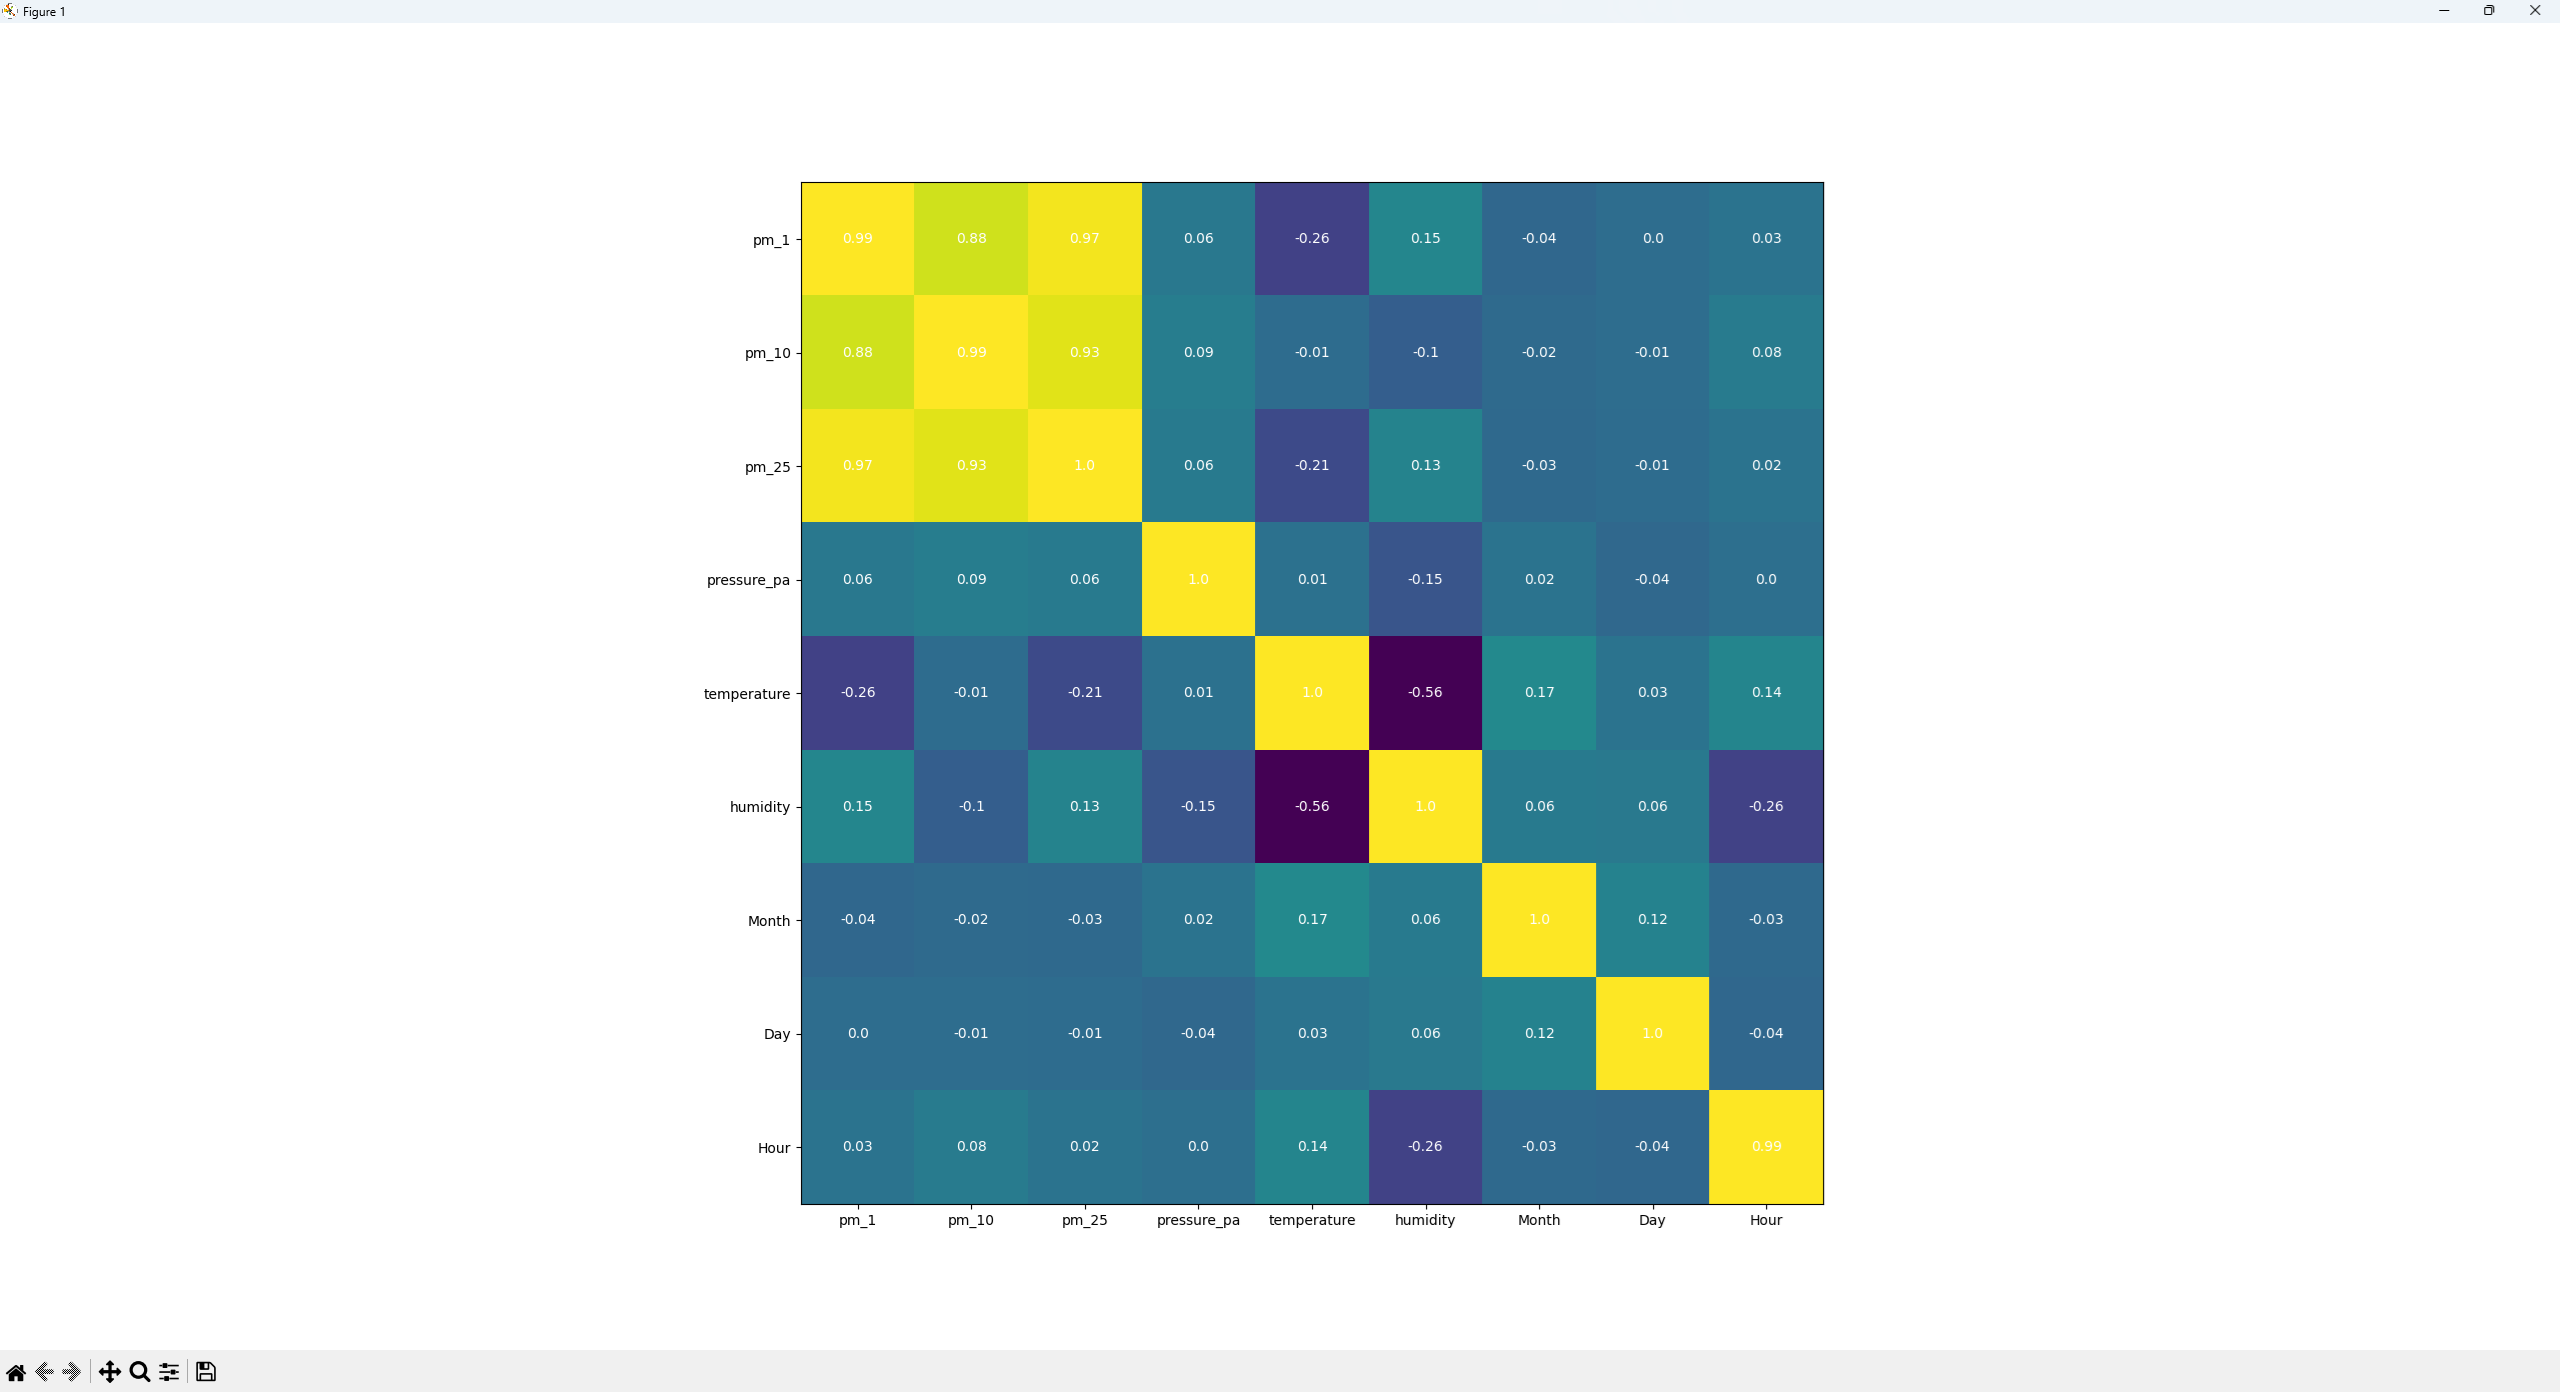 Figure 1
pm_1 0.99 0.88 0.97 0.06 -0.26 0.15 -0.04 0.0 0.03
pm_10 0.88 0.99 0.93 0.09 -0.01 -0.1 -0.02 -0.01 0.08
pm_25 0.97 0.93 1.0 0.06 -0.21 0.13 -0.03 -0.01 0.02
pressure_pa 0.06 0.09 0.06 1.0 0.01 -0.15 0.02 -0.04 0.0
temperature -0.26 -0.01 -0.21 0.01 1.0 -0.56 0.17 0.03 0.14
humidity 0.15 -0.1 0.13 -0.15 -0.56 1.0 0.06 0.06 -0.26
Month -0.04 -0.02 -0.03 0.02 0.17 0.06 1.0 0.12 -0.03
Day 0.0 -0.01 -0.01 -0.04 0.03 0.06 0.12 1.0 -0.04
Hour 0.03 0.08 0.02 0.0 0.14 -0.26 -0.03 -0.04 0.99
pm_1 pm_10 pm_25 pressure_pa temperature humidity Month Day Hour